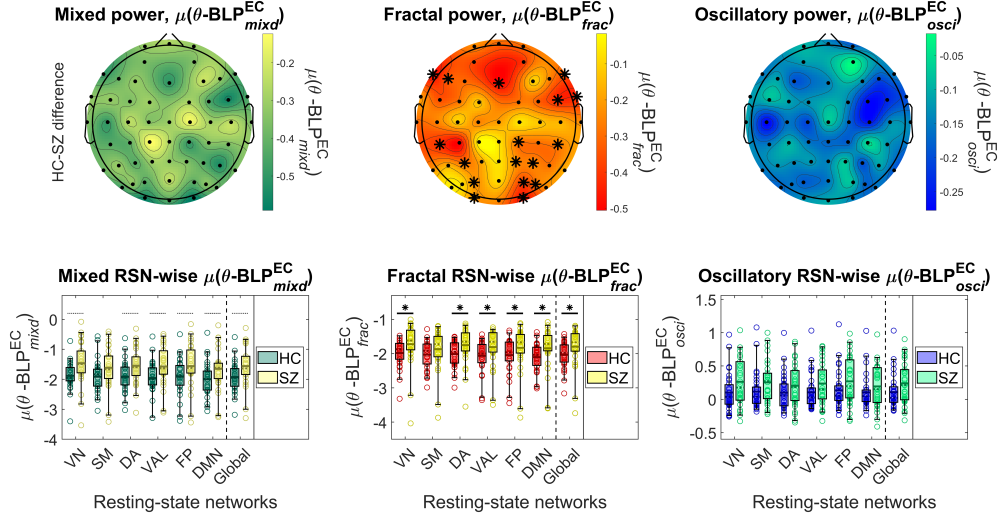 Mixed power, μ(θ-BLP^EC_mixd)
Fractal power, μ(θ-BLP^EC_frac)
Oscillatory power, μ(θ-BLP^EC_osci)
HC-SZ difference
-0.2
-0.3
-0.4
-0.5
μ(θ -BLP^EC_mixd)
-0.1
-0.2
-0.3
-0.4
-0.5
μ(θ -BLP^EC_frac)
-0.05
-0.1
-0.15
-0.2
-0.25
μ(θ -BLP^EC_osci)
Mixed RSN-wise μ(θ-BLP^EC_mixd)
Fractal RSN-wise μ(θ-BLP^EC_frac)
Oscillatory RSN-wise μ(θ-BLP^EC_osci)
μ(θ -BLP^EC_mixd)
0
-1
-2
-3
-4
HC
SZ
VN
SM
DA
VAL
FP
DMN
Global
Resting-state networks
μ(θ -BLP^EC_frac)
-1
-2
-3
-4
HC
SZ
VN
SM
DA
VAL
FP
DMN
Global
Resting-state networks
μ(θ -BLP^EC_osci)
1.5
1
0.5
0
-0.5
HC
SZ
VN
SM
DA
VAL
FP
DMN
Global
Resting-state networks